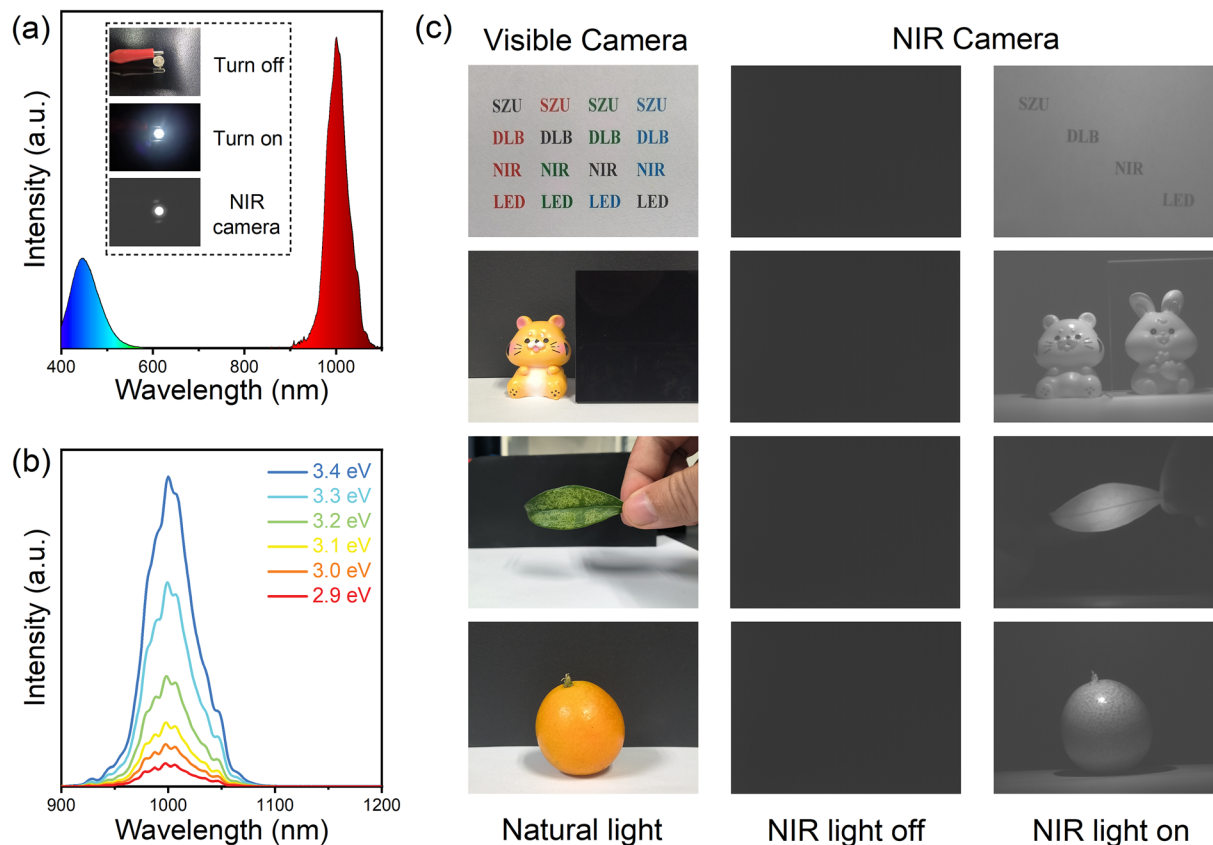 (a)
Intensity (a.u.)
Turn off
Turn on
NIR
camera
400 600 800 1000
Wavelength (nm)
(b)
Intensity (a.u.)
3.4 eV
3.3 eV
3.2 eV
3.1 eV
3.0 eV
2.9 eV
900 1000 1100 1200
Wavelength (nm)
(c)
Visible Camera NIR Camera
SZU SZU SZU SZU
DLB DLB DLB DLB
NIR NIR NIR NIR
LED LED LED LED
SZU
DLB
NIR
LED
Natural light NIR light off NIR light on